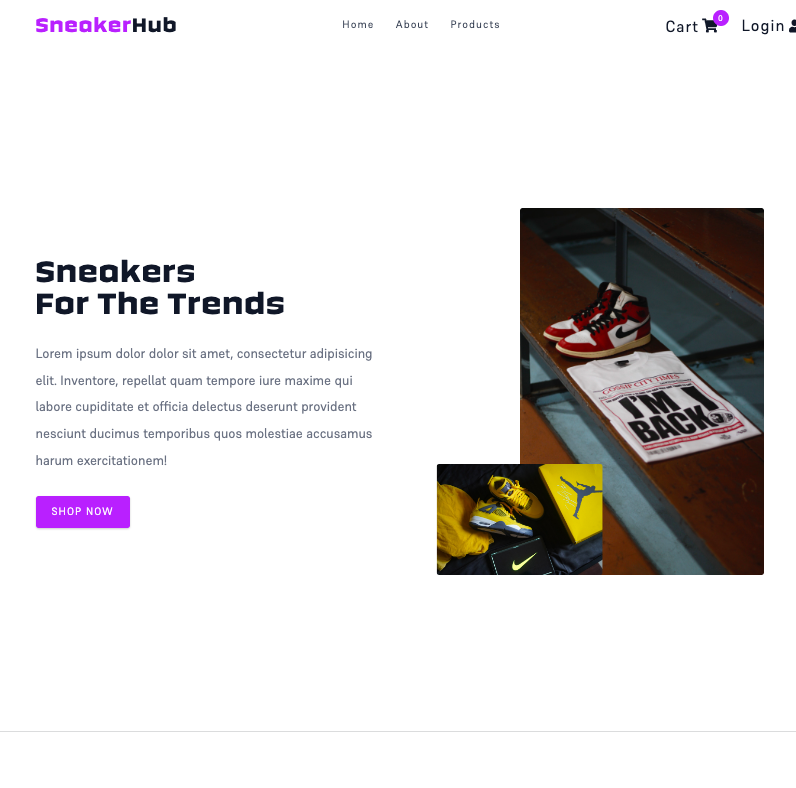 SneakerHub
Home About Products
Cart 0 Login
Sneakers
For The Trends
Lorem ipsum dolor dolor sit amet, consectetur adipisicing
elit. Inventore, repellat quam tempore iure maxime qui
labore cupiditate et officia delectus deserunt provident
nesciunt ducimus temporibus quos molestiae accusamus
harum exercitationem!
SHOP NOW
GOSSIP CITY TIMES
I'M
BACK